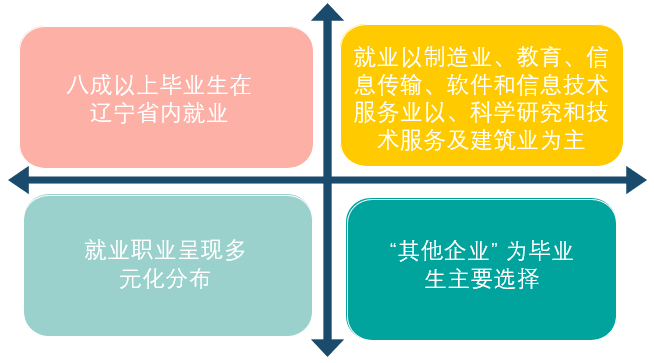 八成以上毕业生在
辽宁省内就业
就业以制造业、教育、信
息传输、软件和信息技术
服务业以、科学研究和技
术服务及建筑业为主
就业职业呈现多
元化分布
“其他企业” 为毕业
生主要选择